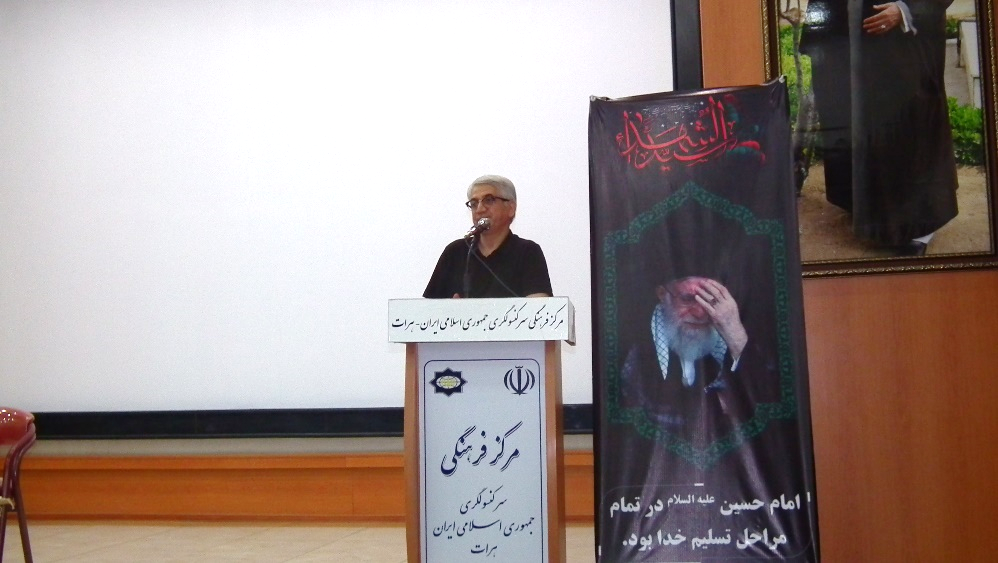 سید الشهداء
مرکز فرهنگی سرکنسولگری جمهوری اسلامی ایران - هرات
مرکز فرهنگی
سرکنسولگری
جمهوری اسلامی ایران
هرات
امام حسین علیه السلام در تمام
مراحل تسلیم خدا بود.